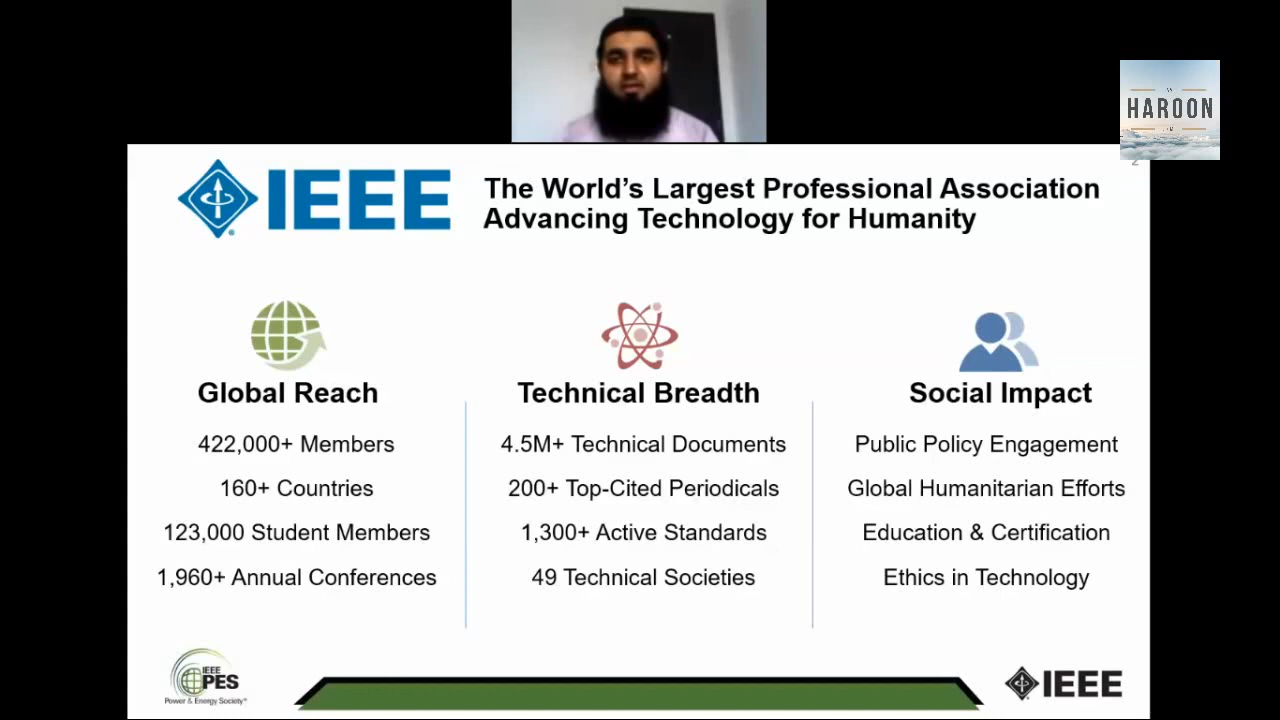 HAROON
2
IEEE
The World's Largest Professional Association
Advancing Technology for Humanity
Global Reach
422,000+ Members
160+ Countries
123,000 Student Members
1,960+ Annual Conferences
Technical Breadth
4.5M+ Technical Documents
200+ Top-Cited Periodicals
1,300+ Active Standards
49 Technical Societies
Social Impact
Public Policy Engagement
Global Humanitarian Efforts
Education & Certification
Ethics in Technology
IEEE
PES
Power & Energy Society
IEEE